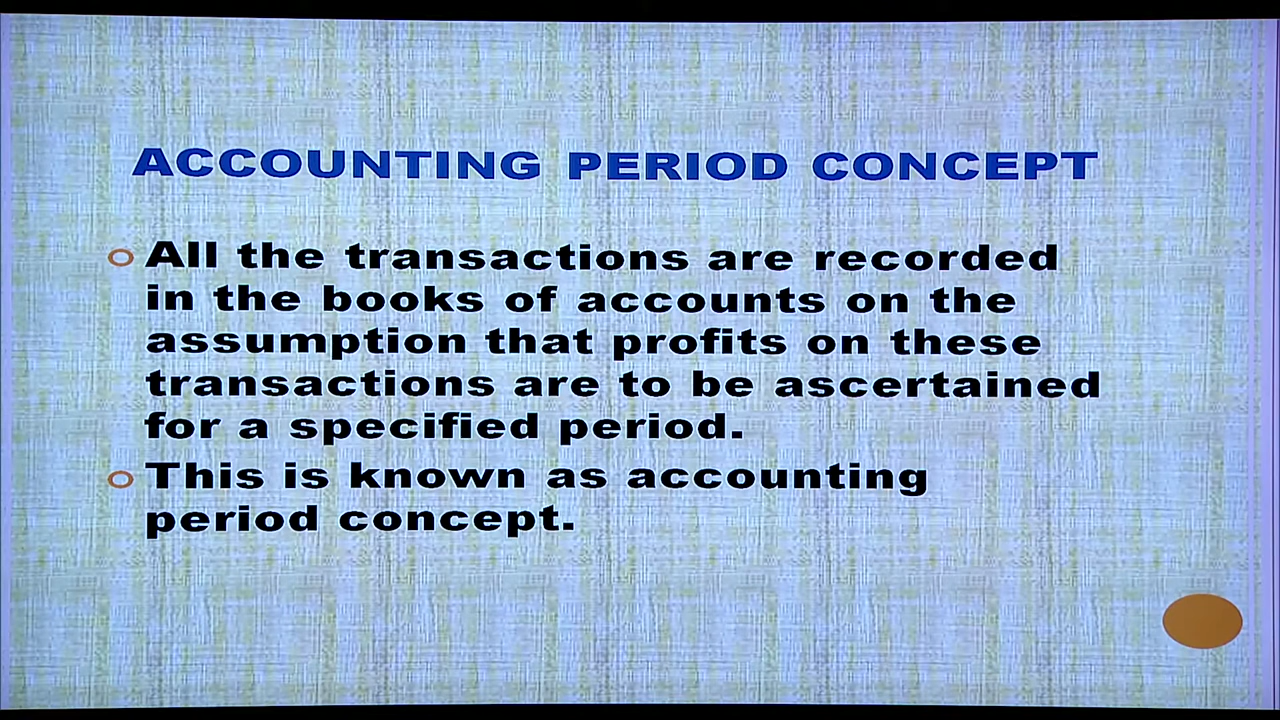 ACCOUNTING PERIOD CONCEPT
All the transactions are recorded
in the books of accounts on the
assumption that profits on these
transactions are to be ascertained
for a specified period.
This is known as accounting
period concept.